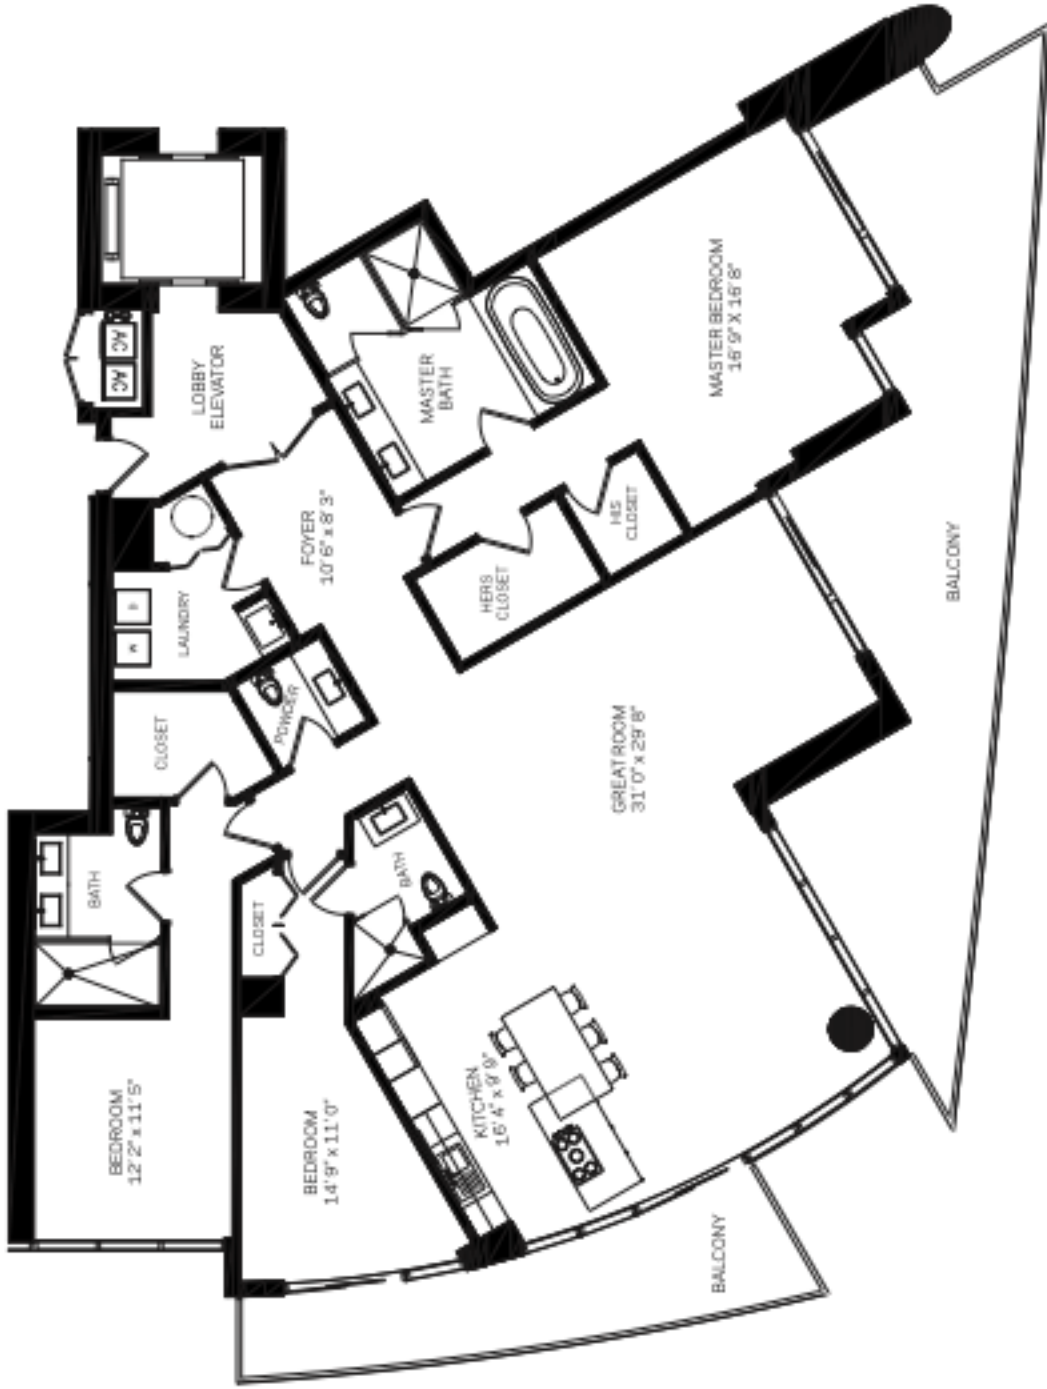 AC
AC
LOBBY
ELEVATOR
MASTER
BATH
MASTER BEDROOM
16'9" X 16'8"
FOYER
10'6" x 8'3"
HIS
CLOSET
HERS
CLOSET
BALCONY
LAUNDRY
D
W
POWDER
CLOSET
GREAT ROOM
31'0" x 29'8"
BATH
BATH
CLOSET
KITCHEN
16'4" x 9'9"
BEDROOM
12'2" x 11'5"
BEDROOM
14'9" x 11'0"
BALCONY